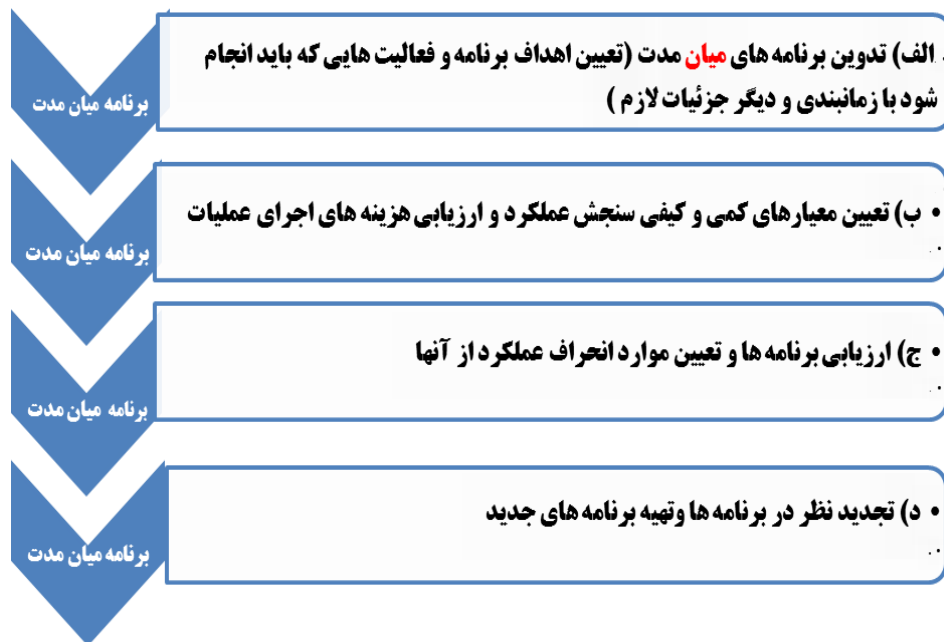 الف) تدوین برنامه های میان مدت (تعیین اهداف برنامه و فعالیت هایی که باید انجام
شود با زمانبندی و دیگر جزئیات لازم )
برنامه میان مدت
• ب) تعیین معیارهای کمی و کیفی سنجش عملکرد و ارزیابی هزینه های اجرای عملیات
برنامه میان مدت
• ج) ارزیابی برنامه ها و تعیین موارد انحراف عملکرد از آنها
برنامه میان مدت
• د) تجدید نظر در برنامه ها وتهیه برنامه های جدید
برنامه میان مدت